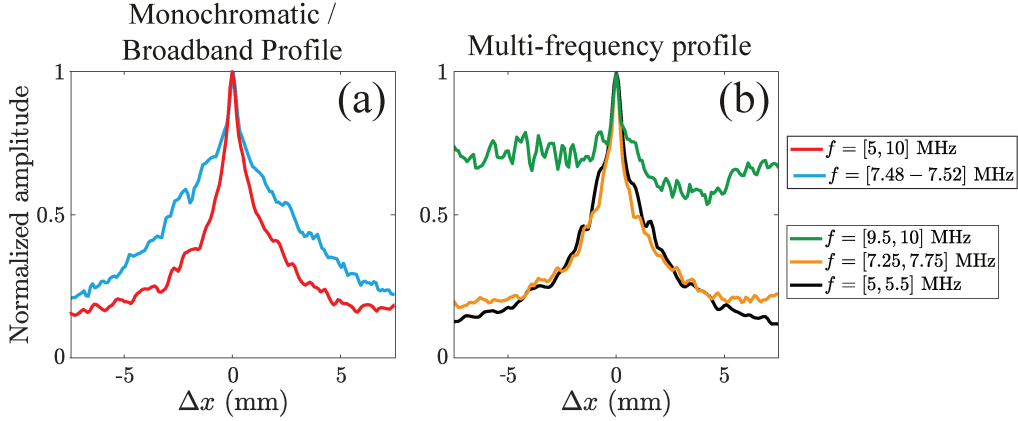 Monochromatic /
Broadband Profile
Multi-frequency profile
Normalized amplitude
1
0.5
0
-5
0
5
Δx (mm)
(a)
1
0.5
0
-5
0
5
Δx (mm)
(b)
f = [5, 10] MHz
f = [7.48 − 7.52] MHz
f = [9.5, 10] MHz
f = [7.25, 7.75] MHz
f = [5, 5.5] MHz